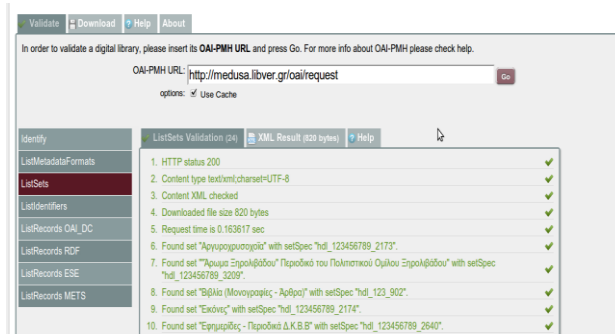 Validate Download Help About
In order to validate a digital library, please insert its OAI-PMH URL and press Go. For more info about OAI-PMH please check help.
OAI-PMH URL: http://medusa.libver.gr/oai/request Go
options: Use Cache
Identify
ListMetadataFormats
ListSets
ListIdentifiers
ListRecords OAI_DC
ListRecords RDF
ListRecords ESE
ListRecords METS
ListSets Validation (24) XML Result (820 bytes) Help
1. HTTP status 200
2. Content type text/xml;charset=UTF-8
3. Content XML checked
4. Downloaded file size 820 bytes
5. Request time is 0.163617 sec
6. Found set "Αργυροχρυσοχοΐα" with setSpec "hdl_123456789_2173".
7. Found set ""Άρωμα Ξηρολιβάδου" Περιοδικό του Πολιτιστικού Ομίλου Ξηρολιβάδου" with setSpec
"hdl_123456789_3209".
8. Found set "Βιβλία (Μονογραφίες - Άρθρα)" with setSpec "hdl_123_902".
9. Found set "Εικόνες" with setSpec "hdl_123456789_2174".
10. Found set "Εφημερίδες - Περιοδικά Δ.Κ.Β.Β" with setSpec "hdl_123456789_2640".